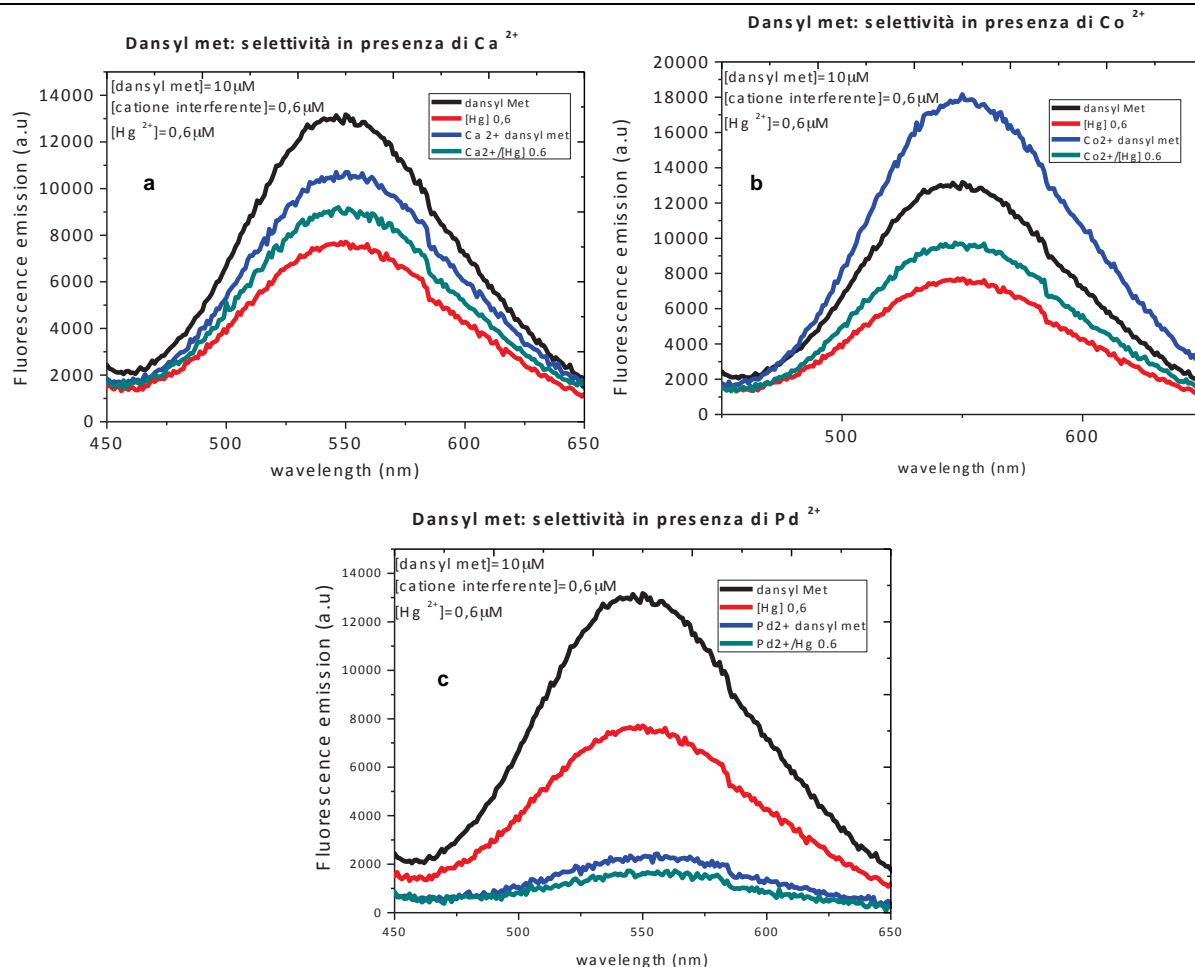 Dansyl met: selettività in presenza di Ca 2+
[dansyl met]=10µM
[catione interferente]=0,6µM
[Hg 2+]=0,6µM
dansyl Met
[Hg] 0,6
Ca 2+ dansyl met
Ca2+/[Hg] 0.6
a
Fluorescence emission (a.u)
14000
12000
10000
8000
6000
4000
2000
0
450
500
550
600
650
wavelength (nm)
Dansyl met: selettività in presenza di Co 2+
[dansyl met]=10µM
[catione interferente]=0,6µM
[Hg 2+]=0,6µM
dansyl Met
[Hg] 0,6
Co2+ dansyl met
Co2+/[Hg] 0.6
b
Fluorescence emission (a.u)
20000
18000
16000
14000
12000
10000
8000
6000
4000
2000
0
500
600
wavelength (nm)
Dansyl met: selettività in presenza di Pd 2+
[dansyl met]=10µM
[catione interferente]=0,6µM
[Hg 2+]=0,6µM
dansyl Met
[Hg] 0,6
Pd2+ dansyl met
Pd2+/Hg 0.6
c
Fluorescence emission (a.u)
14000
12000
10000
8000
6000
4000
2000
0
450
500
550
600
650
wavelength (nm)